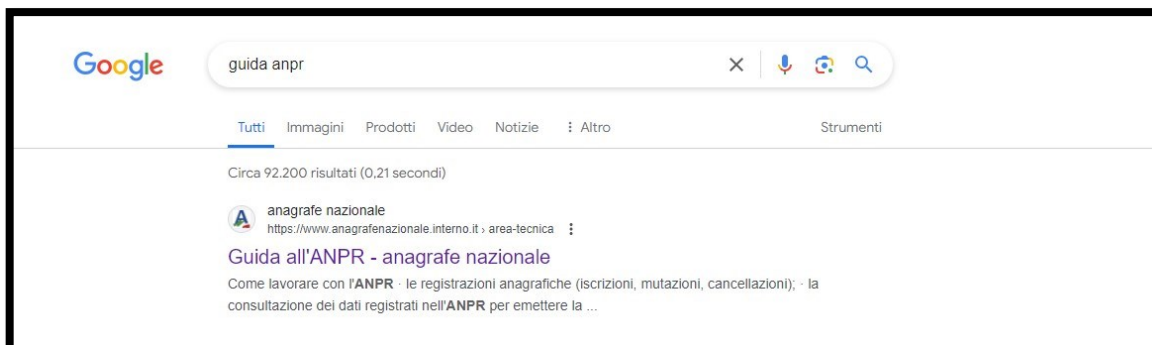 Google
guida anpr
Tutti Immagini Prodotti Video Notizie Altro Strumenti
Circa 92.200 risultati (0,21 secondi)
anagrafe nazionale
https://www.anagrafenazionale.interno.it › area-tecnica
Guida all'ANPR - anagrafe nazionale
Come lavorare con l'ANPR · le registrazioni anagrafiche (iscrizioni, mutazioni, cancellazioni); · la
consultazione dei dati registrati nell'ANPR per emettere la ...